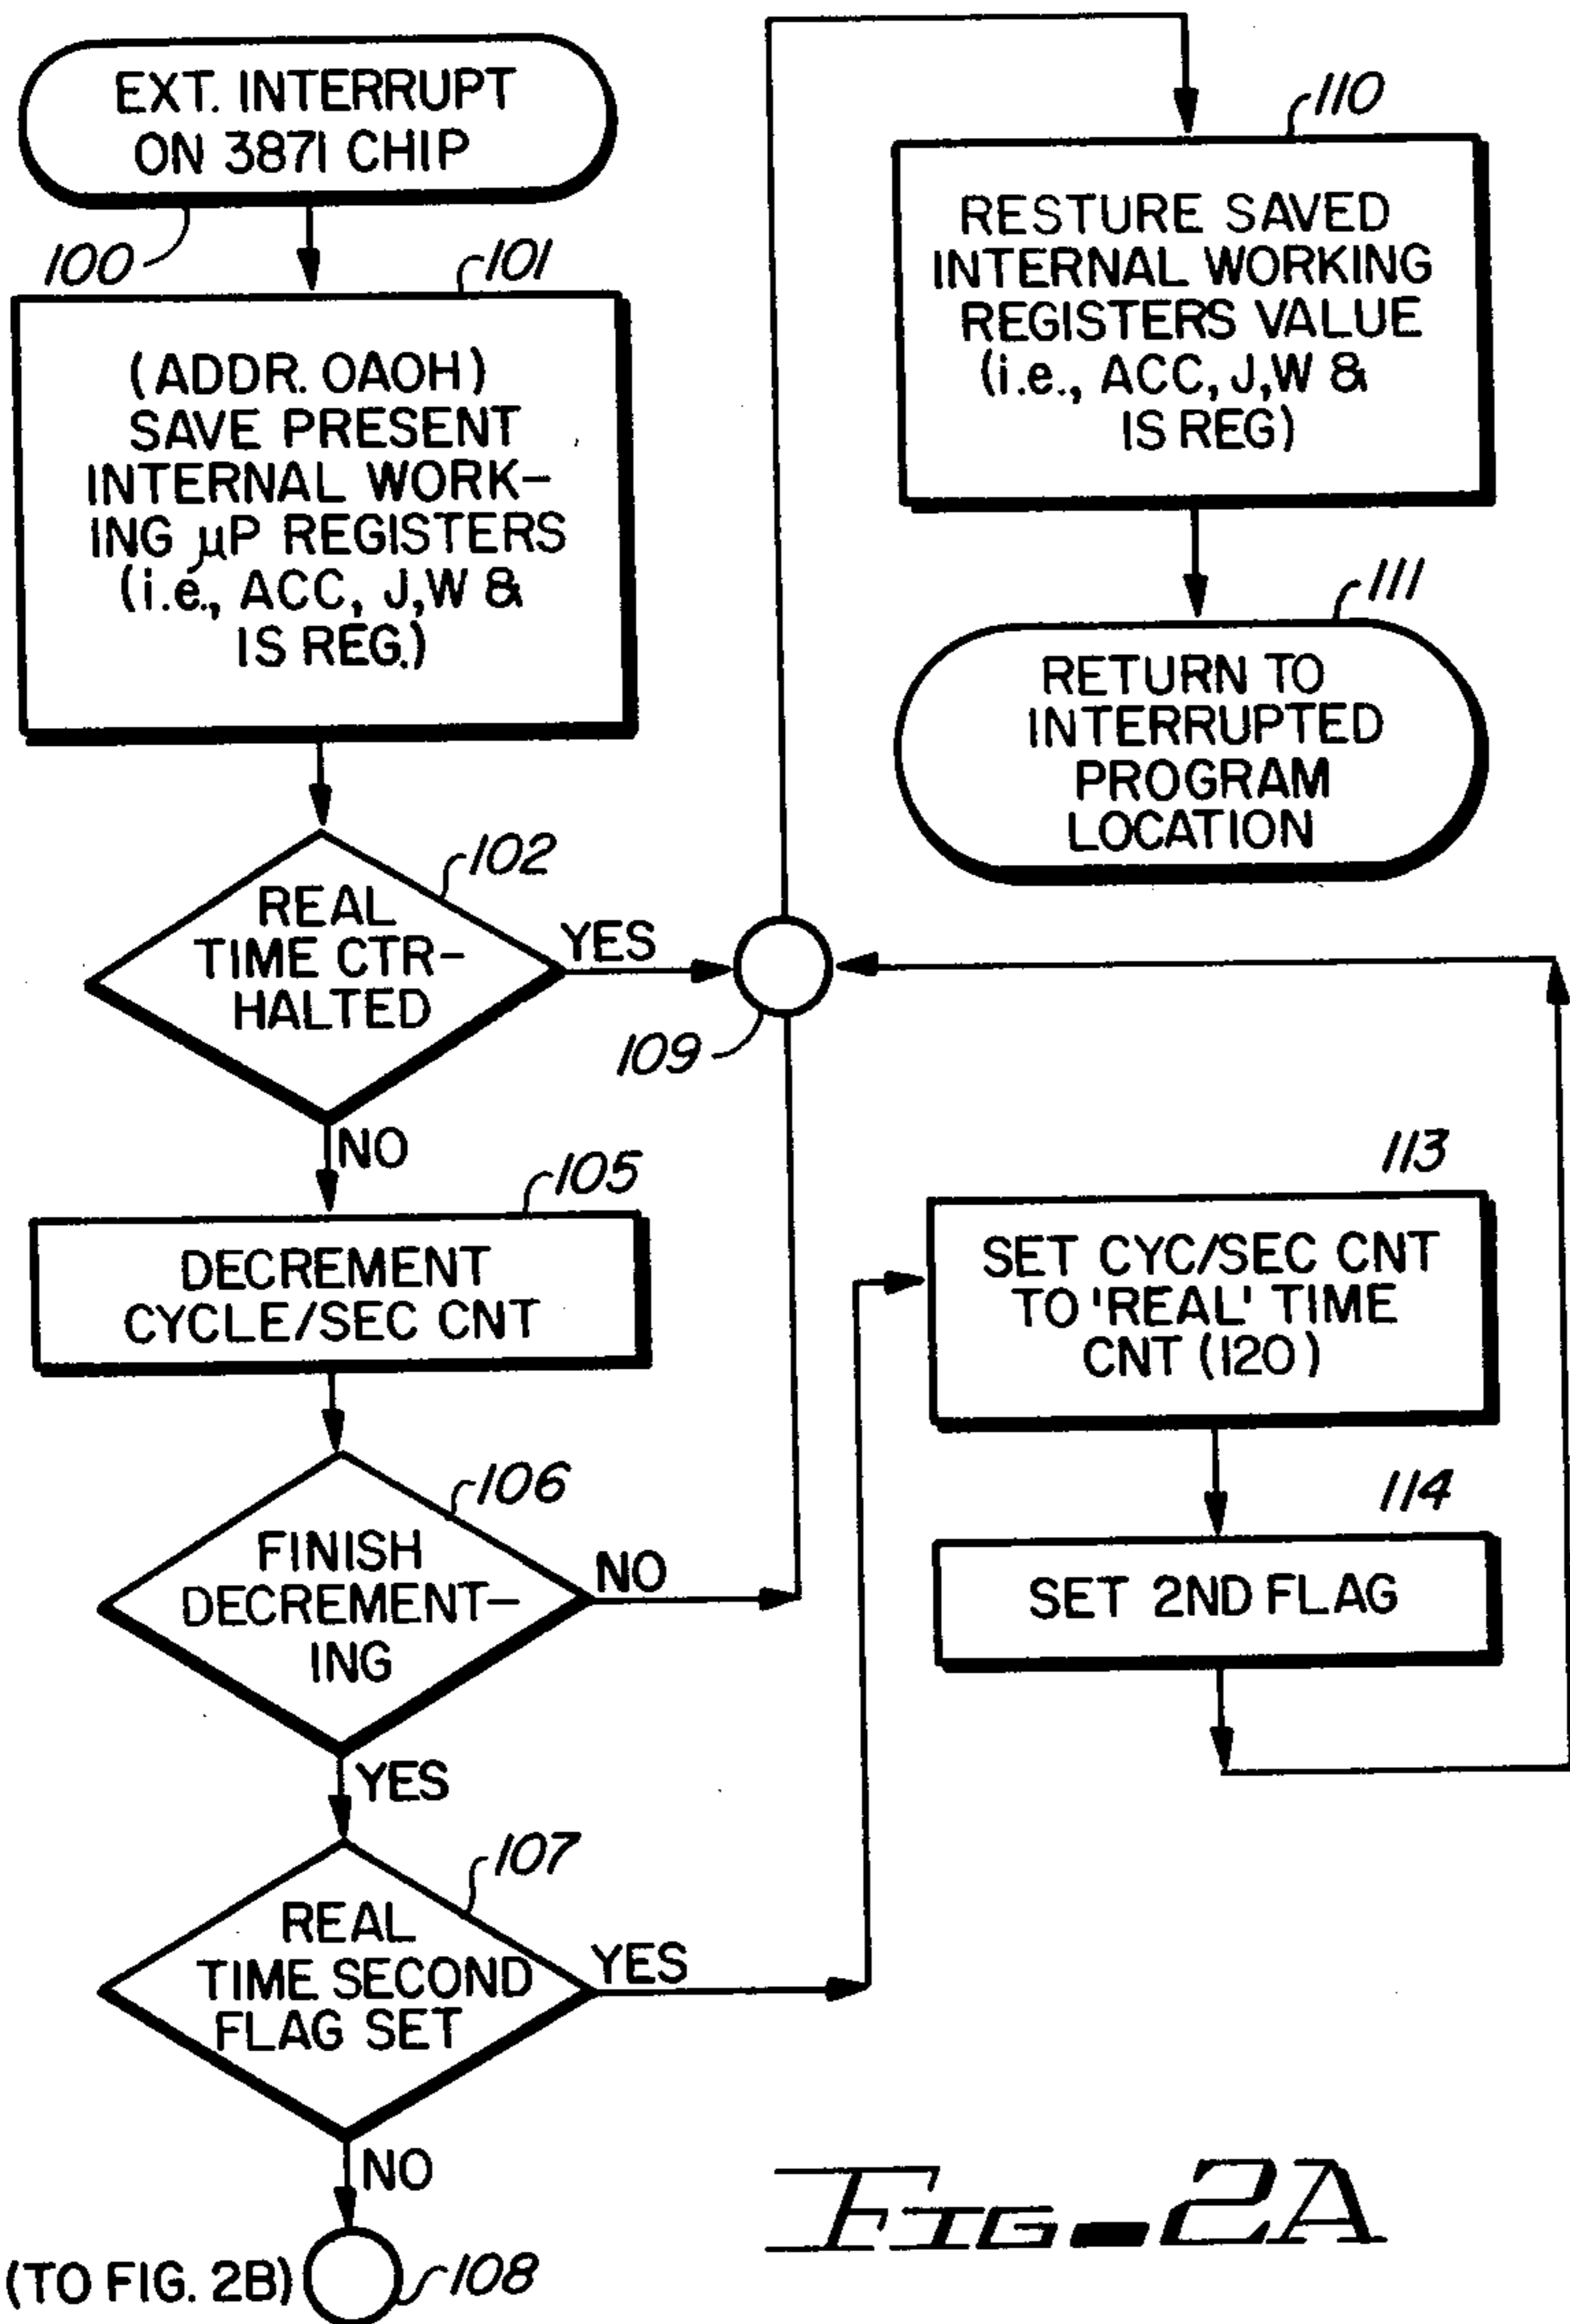 EXT. INTERRUPT
ON 3871 CHIP
100
101
(ADDR. OAOH)
SAVE PRESENT
INTERNAL WORK-
ING µP REGISTERS
(i.e., ACC, J,W &
IS REG.)
102
REAL
TIME CTR-
HALTED
YES
NO
105
DECREMENT
CYCLE/SEC CNT
106
FINISH
DECREMENT-
ING
NO
YES
107
REAL
TIME SECOND
FLAG SET
YES
NO
(TO FIG. 2B)
108
109
110
RESTURE SAVED
INTERNAL WORKING
REGISTERS VALUE
(i.e., ACC, J,W &
IS REG)
111
RETURN TO
INTERRUPTED
PROGRAM
LOCATION
113
SET CYC/SEC CNT
TO 'REAL' TIME
CNT (120)
114
SET 2ND FLAG
FIG-2A